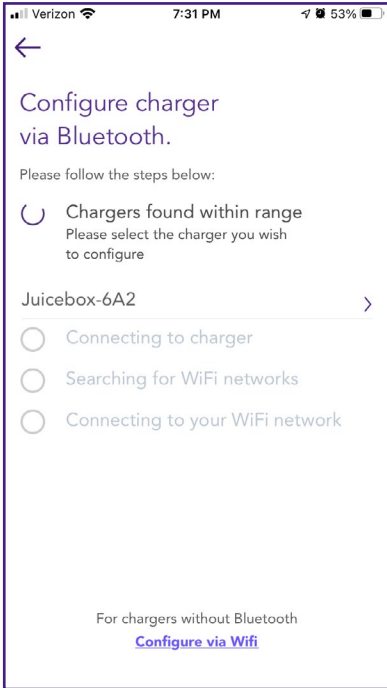 Verizon 7:31 PM 53%
Configure charger
via Bluetooth.
Please follow the steps below:
Chargers found within range
Please select the charger you wish
to configure
Juicebox-6A2
Connecting to charger
Searching for WiFi networks
Connecting to your WiFi network
For chargers without Bluetooth
Configure via Wifi